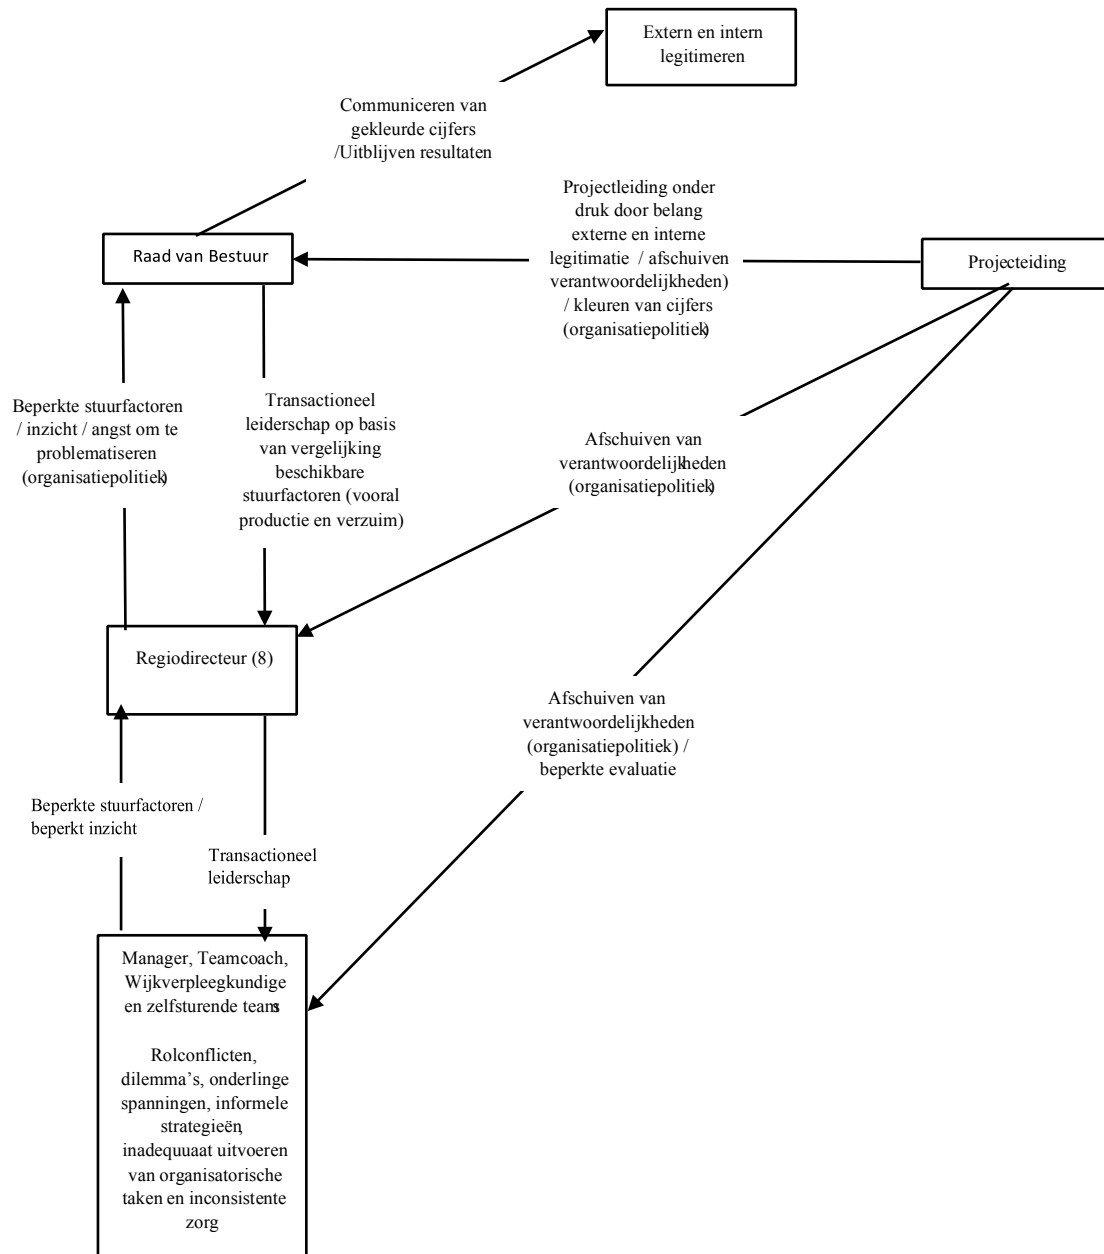 Extern en intern
legitimeren
Communiceren van
gekleurde cijfers
/Uitblijven resultaten
Projectleiding onder
druk door belang
externe en interne
legitimatie / afschuiven
verantwoordelijkheden)
/ kleuren van cijfers
(organisatiepolitiek)
Raad van Bestuur
Projecteiding
Beperkte stuurfactoren
/ inzicht / angst om te
problematiseren
(organisatiepolitiek)
Transactioneel
leiderschap op basis
van vergelijking
beschikbare
stuurfactoren (vooral
productie en verzuim)
Afschuiven van
verantwoordelijkheden
(organisatiepolitiek)
Regiodirecteur (8)
Afschuiven van
verantwoordelijkheden
(organisatiepolitiek) /
beperkte evaluatie
Beperkte stuurfactoren /
beperkt inzicht
Transactioneel
leiderschap
Manager, Teamcoach,
Wijkverpleegkundige
en zelfsturende teams
Rolconflicten,
dilemma's, onderlinge
spanningen, informele
strategieën,
inadequuaat uitvoeren
van organisatorische
taken en inconsistente
zorg